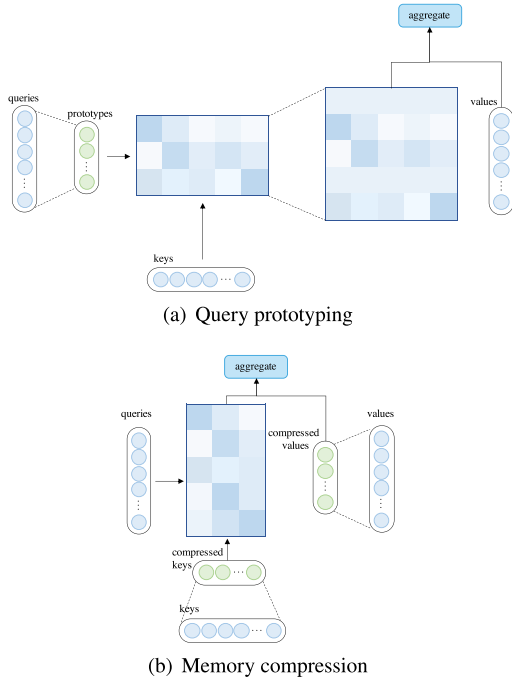 aggregate
queries
prototypes
values
keys
(a) Query prototyping
aggregate
queries
compressed
values
values
compressed
keys
keys
(b) Memory compression